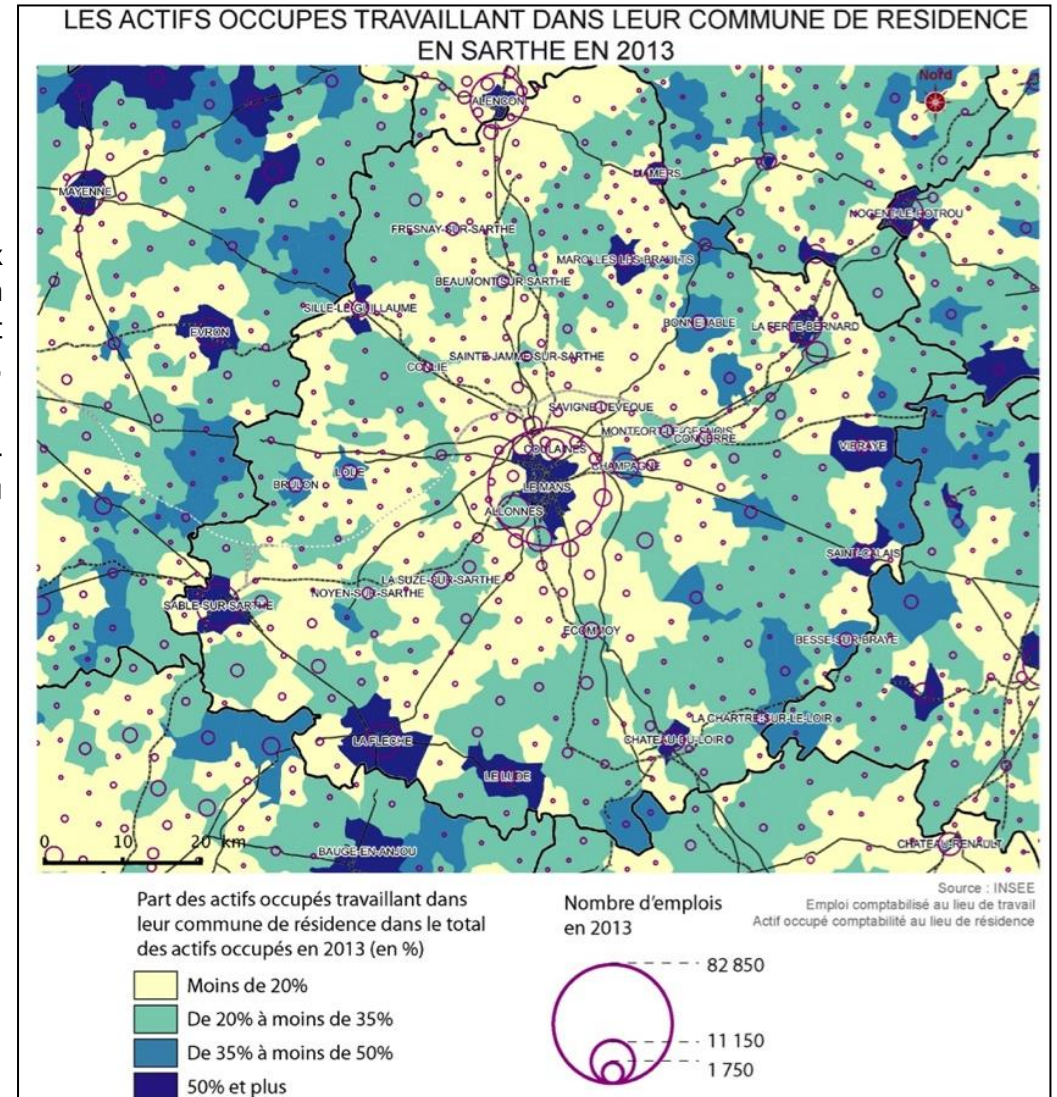 LES ACTIFS OCCUPES TRAVAILLANT DANS LEUR COMMUNE DE RESIDENCE
EN SARTHE EN 2013
Nord
ALENCON
MAYENNE
MAMERS
NOGENT-LE-ROTROU
FRESNAY-SUR-SARTHE
MAROLLES LES BRAULTS
BEAUMONT SUR SARTHE
SILLE-LE-GUILLAUME
BONNETABLE
LA FERTE-BERNARD
EVRON
SAINTE-JAMME-SUR-SARTHE
CONLIE
SAVIGNE-L'EVEQUE
MONTFORT-LE-GESNOIS
CONNERRE
COULAINES
VIBRAYE
CHAMPAGNE
LOUE
BRULON
LE MANS
ALLONNES
SAINT-CALAIS
LA SUZE-SUR-SARTHE
NOYEN-SUR-SARTHE
SABLE-SUR-SARTHE
ECOMMOY
BESSE-SUR-BRAYE
LA CHARTRE-SUR-LE-LOIR
CHATEAU-DU-LOIR
LA FLECHE
LE LUDE
0 10 20 km
BAUGE-EN-ANJOU
CHATEAU-RENAULT
Source : INSEE
Emploi comptabilisé au lieu de travail
Actif occupé comptabilité au lieu de résidence
Part des actifs occupés travaillant dans
leur commune de résidence dans le total
des actifs occupés en 2013 (en %)
Moins de 20%
De 20% à moins de 35%
De 35% à moins de 50%
50% et plus
Nombre d'emplois
en 2013
82 850
11 150
1 750